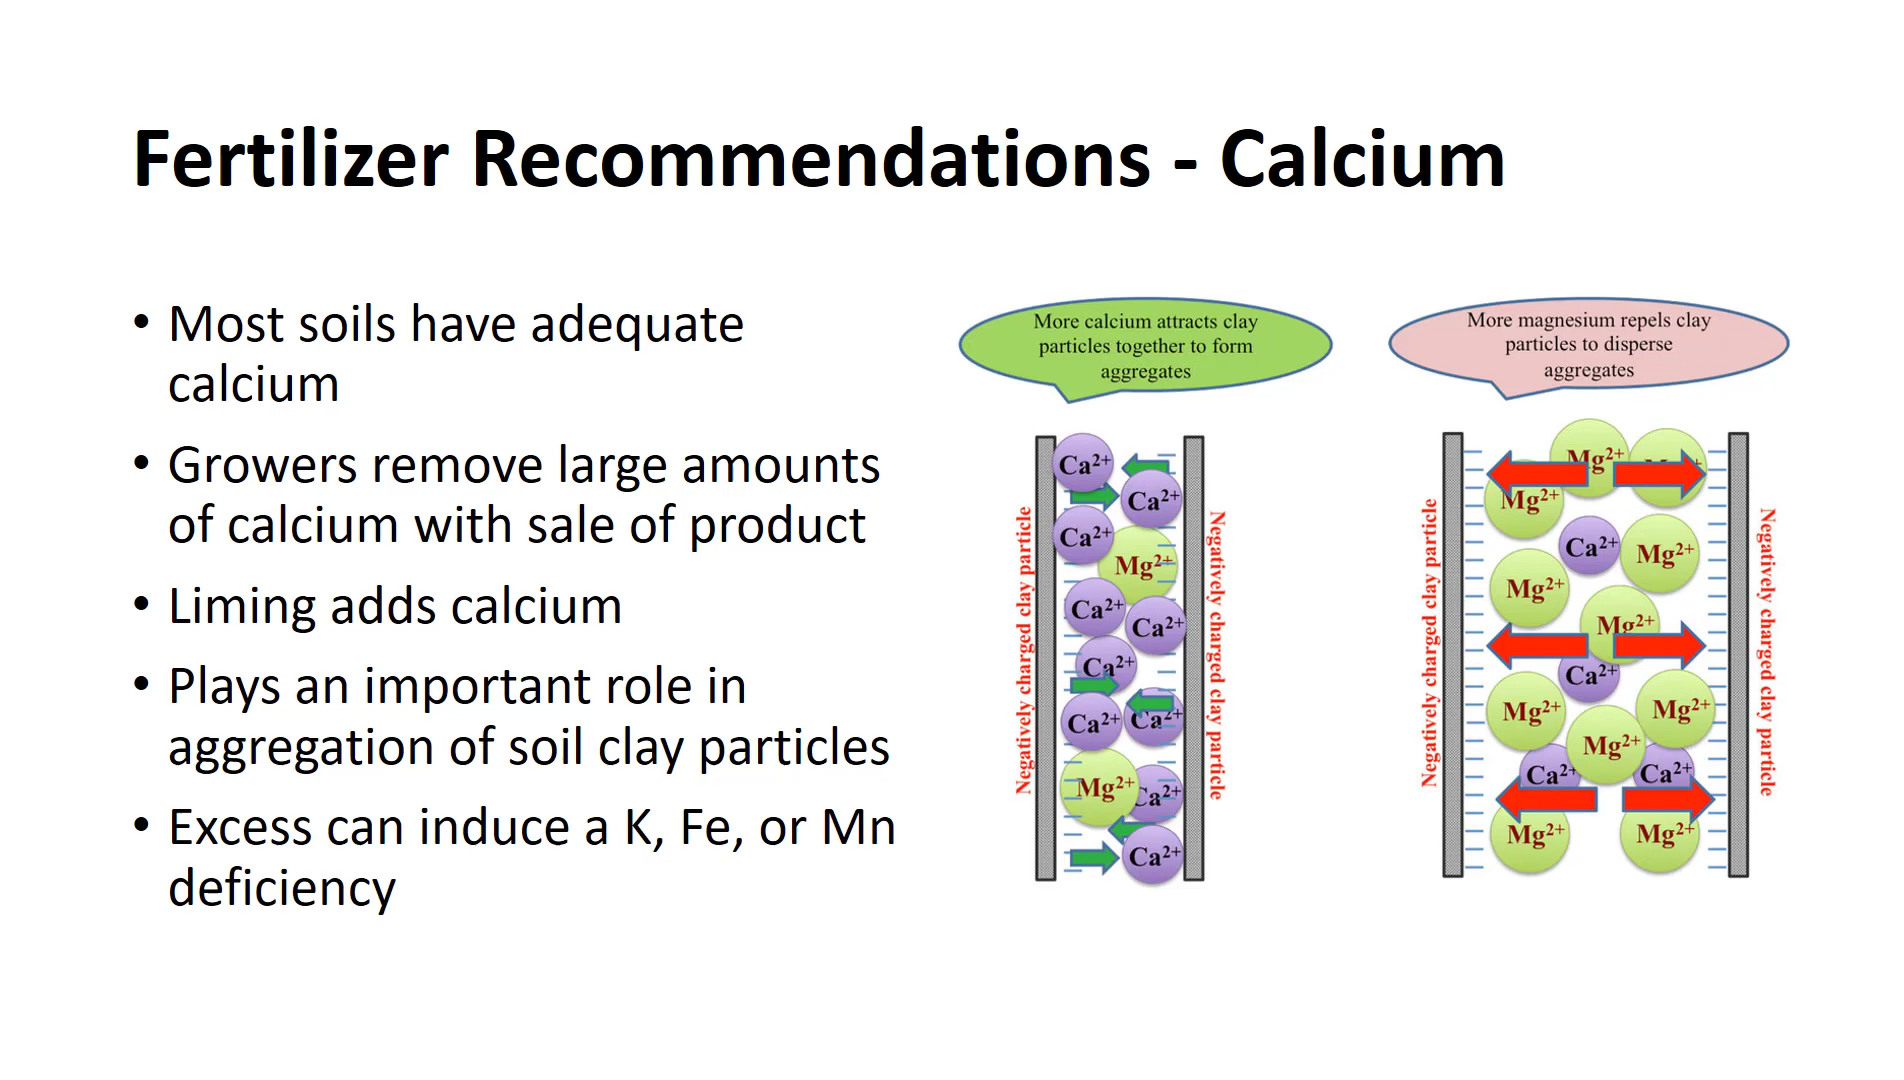 Fertilizer Recommendations - Calcium
• Most soils have adequate
calcium
• Growers remove large amounts
of calcium with sale of product
• Liming adds calcium
• Plays an important role in
aggregation of soil clay particles
• Excess can induce a K, Fe, or Mn
deficiency
More calcium attracts clay
particles together to form
aggregates
Negatively charged clay particle
Ca2+
Ca2+
Ca2+
Mg2+
Ca2+
Ca2+
Ca2+
Ca2+
Ca2+
Mg2+
Ca2+
Ca2+
Negatively charged clay particle
More magnesium repels clay
particles to disperse
aggregates
Negatively charged clay particle
Mg2+
Mg2+
Ca2+
Mg2+
Mg2+
Mg2+
Ca2+
Mg2+
Mg2+
Mg2+
Ca2+
Ca2+
Mg2+
Mg2+
Negatively charged clay particle